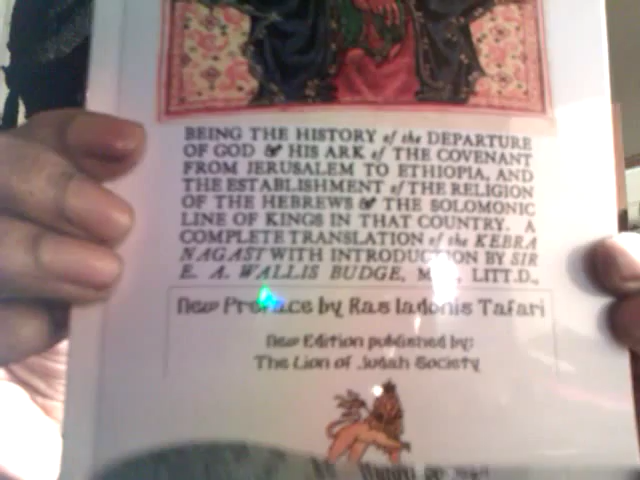 BEING THE HISTORY of the DEPARTURE
OF GOD & HIS ARK of THE COVENANT
FROM JERUSALEM TO ETHIOPIA, AND
THE ESTABLISHMENT of THE RELIGION
OF THE HEBREWS & THE SOLOMONIC
LINE OF KINGS IN THAT COUNTRY. A
COMPLETE TRANSLATION of the KEBRA
NAGAST WITH INTRODUCTION BY SIR
E. A. WALLIS BUDGE, LITT.D.,
New Preface by Ras Iadonis Tafari
New Edition published by:
The Lion of Judah Society